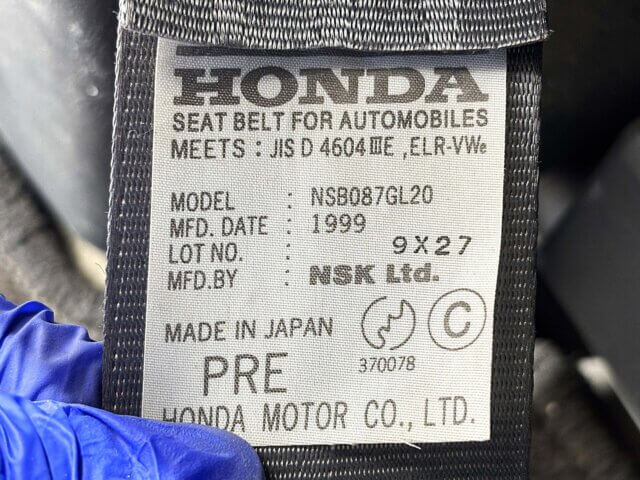 HONDA
SEAT BELT FOR AUTOMOBILES
MEETS : JIS D 4604 ⅢE ,ELR-VWe
MODEL : NSB087GL20
MFD. DATE : 1999
LOT NO. : 9X27
MFD.BY : NSK Ltd.
MADE IN JAPAN Ⓒ
370078
PRE
HONDA MOTOR CO., LTD.